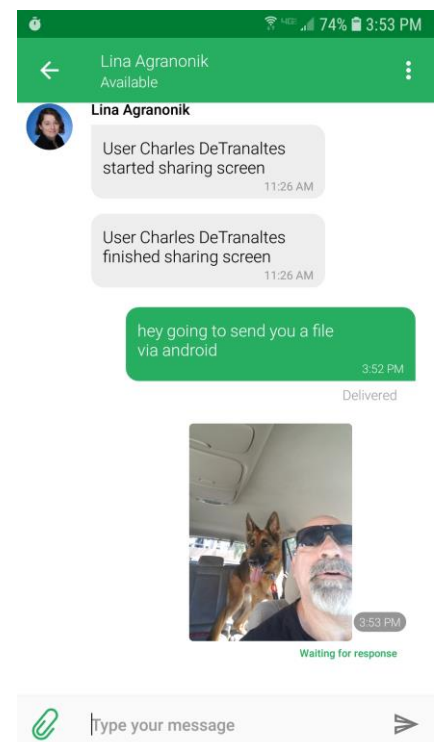 74% 3:53 PM
Lina Agranonik
Available
Lina Agranonik
User Charles DeTranaltes
started sharing screen
11:26 AM
User Charles DeTranaltes
finished sharing screen
11:26 AM
hey going to send you a file
via android
3:52 PM
Delivered
3:53 PM
Waiting for response
Type your message